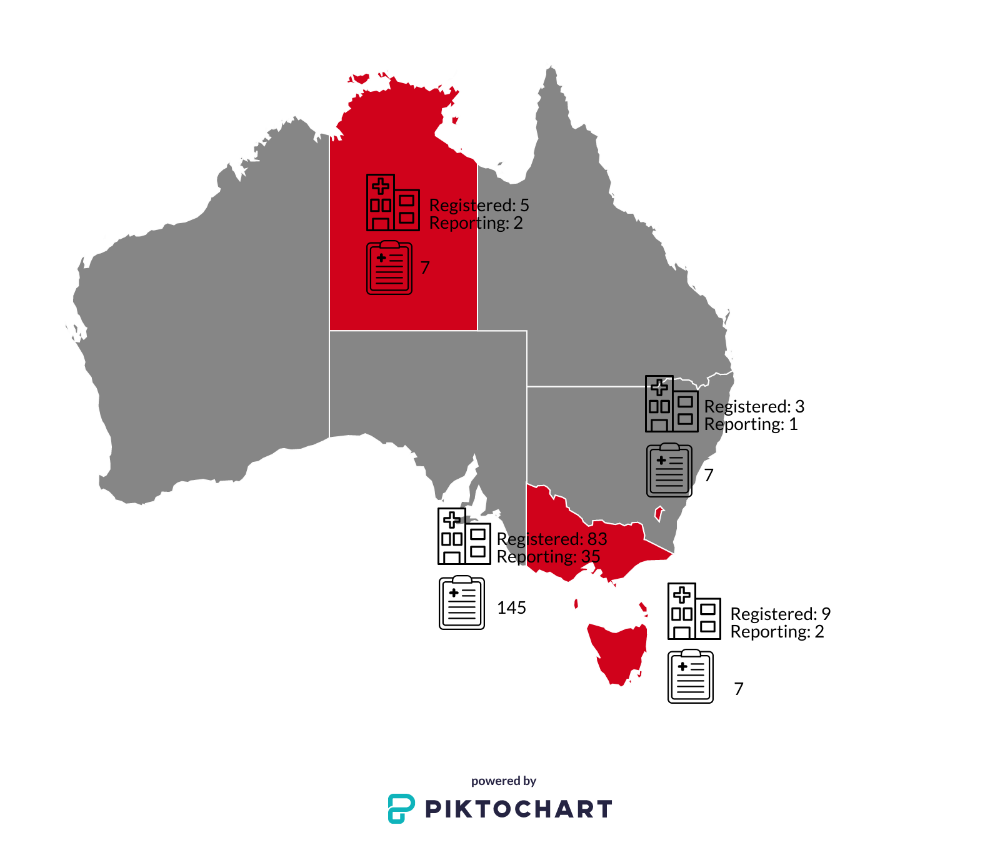 Registered: 5
Reporting: 2
7
Registered: 3
Reporting: 1
7
Registered: 83
Reporting: 35
145
Registered: 9
Reporting: 2
7
powered by
PIKTOCHART